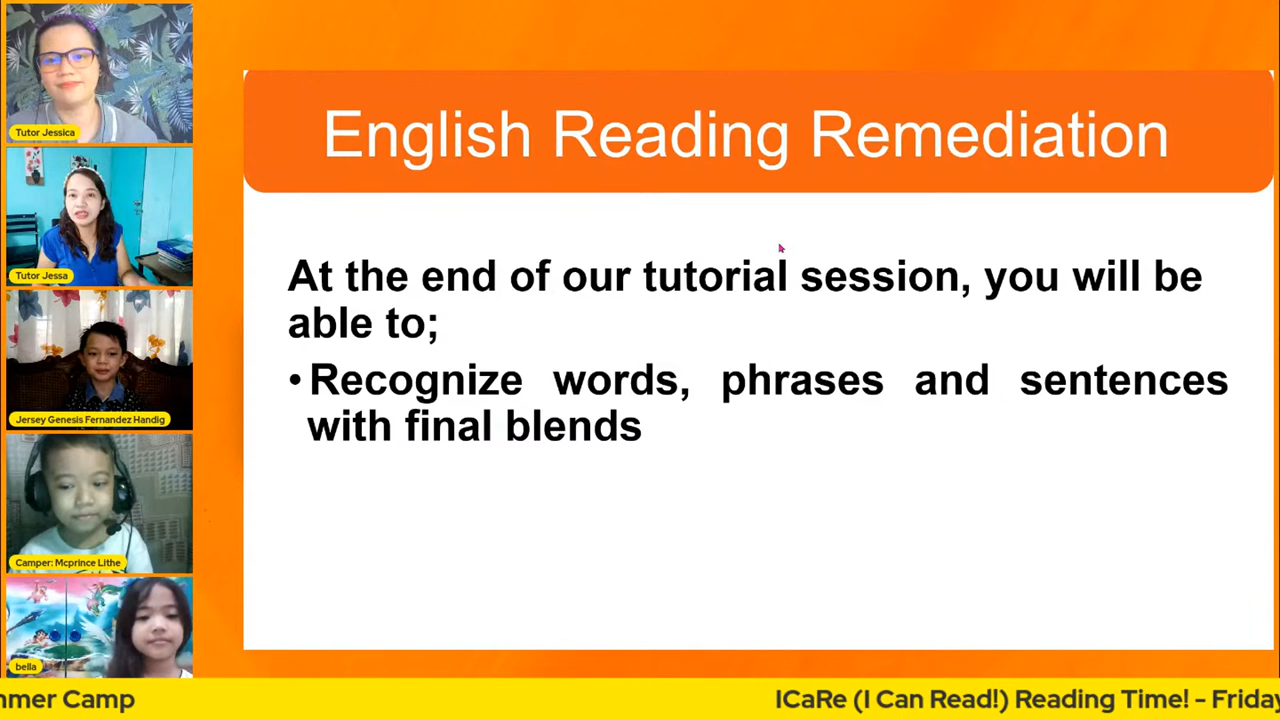 Tutor Jessica
Tutor Jessa
Jersey Genesis Fernandez Handig
Camper: Mcprince Lithe
bella
English Reading Remediation
At the end of our tutorial session, you will be
able to;
• Recognize words, phrases and sentences
with final blends
mmer Camp
ICaRe (I Can Read!) Reading Time! - Friday